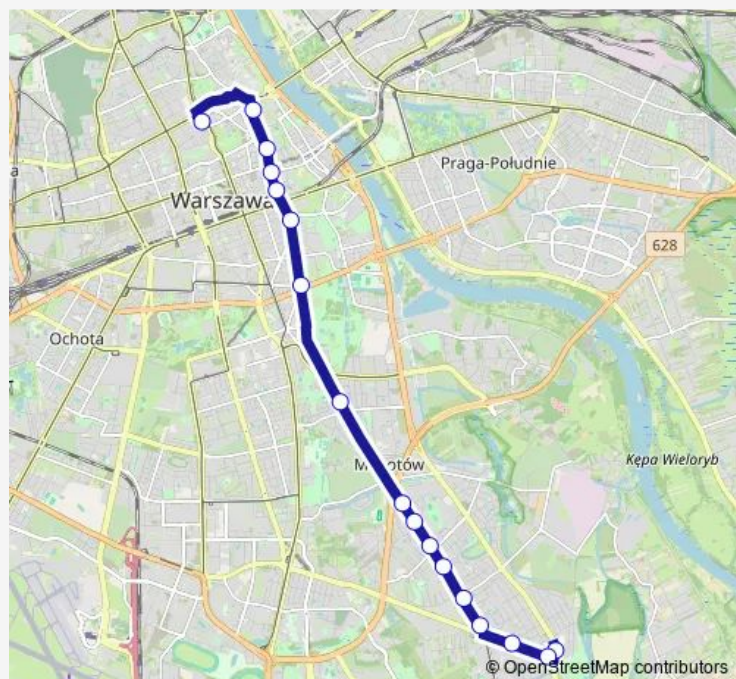 Praga-Południe
a
Warszawa
628
Ochota
Kępa Wieloryb
© OpenStreetMap contributors